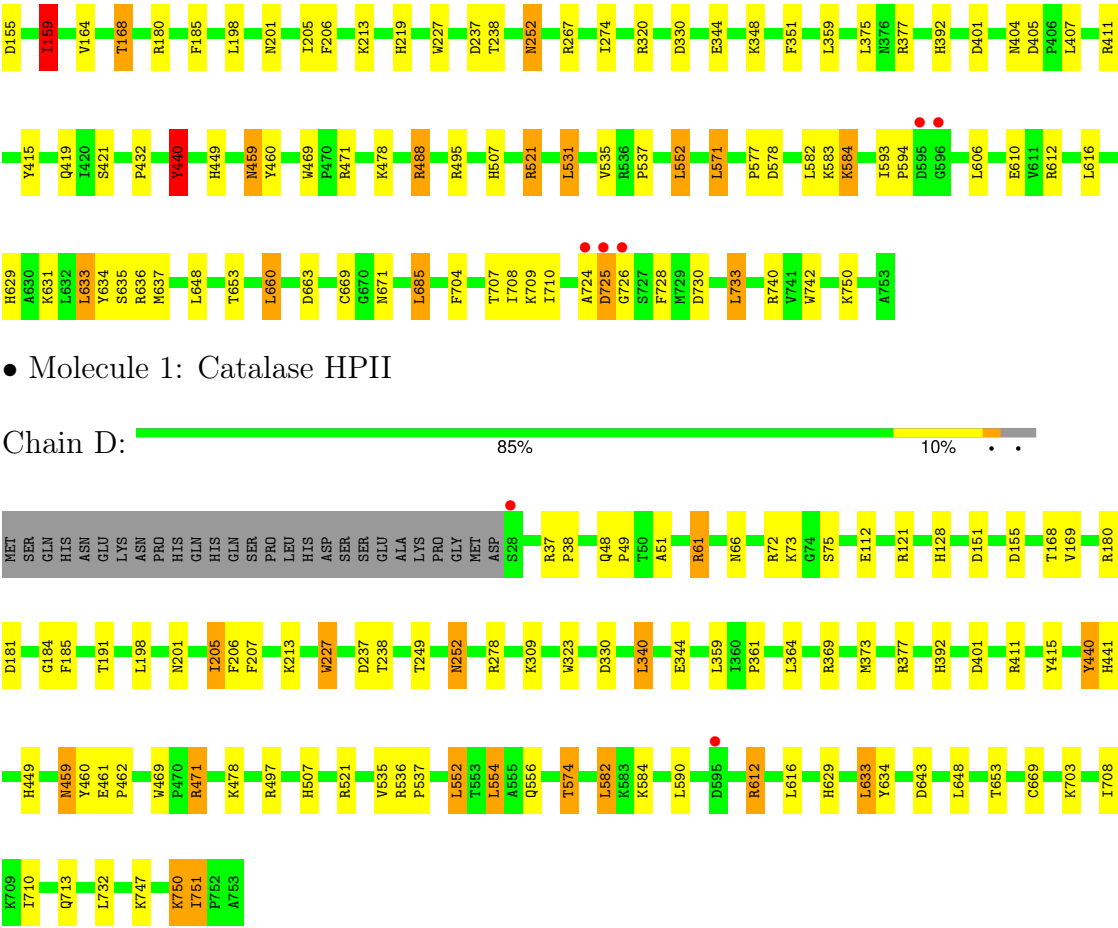 D155 I159 V164 T168 R180 F185 L198 N201 I205 F206 K213 H219 W227 D237 T238 N252 R267 I274 R320 D330 E344 K348 F351 L359 L375 N376 R377 H392 D401 N404 D405 P406 L407 R411
Y415 Q419 I420 S421 P432 Y440 H449 N459 Y460 W469 P470 R471 K478 R488 R495 H507 R521 L531 V535 R536 P537 L552 L571 P577 D578 L582 K583 K584 I593 P594 D595 G596 L606 E610 V611 R612 L616
H629 A630 K631 L632 L633 Y634 S635 R636 M637 L648 T653 L660 D663 C669 G670 N671 L685 F704 T707 I708 K709 I710 A724 D725 G726 S727 F728 M729 D730 L733 R740 V741 W742 K750 A753
• Molecule 1: Catalase HPII
Chain D: 85% 10% • •
MET SER GLN HIS ASN GLU LYS ASN PRO HIS GLN HIS GLN SER PRO LEU HIS ASP SER SER GLU ALA LYS PRO GLY MET ASP S28 R37 P38 Q48 P49 T50 A51 R61 N66 R72 K73 G74 S75 E112 R121 H128 D151 D155 T168 V169 R180
D181 G184 F185 T191 L198 N201 I205 F206 F207 K213 W227 D237 T238 T249 N252 R278 K309 W323 D330 L340 E344 L359 I360 P361 L364 R369 M373 R377 H392 D401 R411 Y415 Y440 H441
H449 N459 Y460 E461 P462 W469 P470 R471 K478 R497 H507 R521 V535 R536 P537 L552 T553 L554 A555 Q556 T574 L582 K583 K584 L590 D595 R612 L616 H629 L633 Y634 D643 L648 T653 C669 K703 I708
K709 I710 Q713 L732 K747 K750 I751 P752 A753